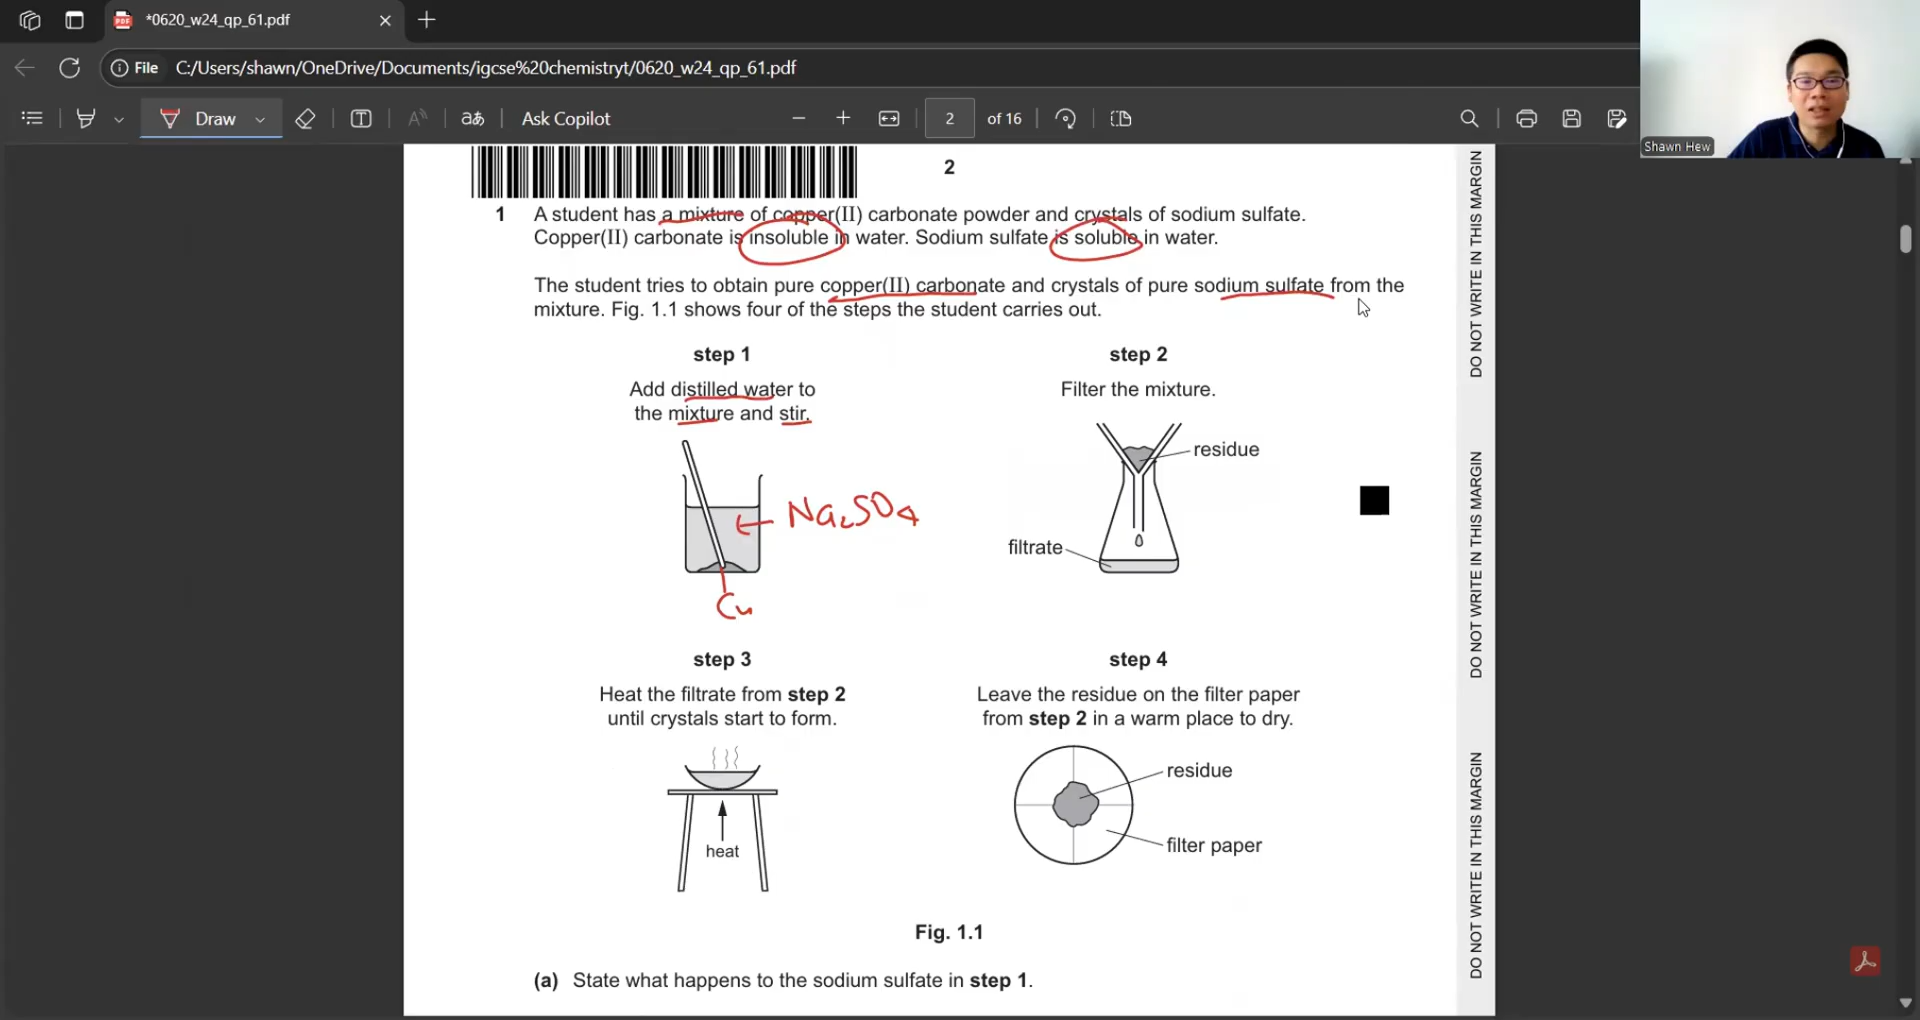 *0620_w24_qp_61.pdf
File C:/Users/shawn/OneDrive/Documents/igcse%20chemistryt/0620_w24_qp_61.pdf
Draw
aあ
Ask Copilot
2 of 16
Shawn Hew
2
1 A student has a mixture of copper(II) carbonate powder and crystals of sodium sulfate.
Copper(II) carbonate is insoluble in water. Sodium sulfate is soluble in water.
The student tries to obtain pure copper(II) carbonate and crystals of pure sodium sulfate from the
mixture. Fig. 1.1 shows four of the steps the student carries out.
step 1
Add distilled water to
the mixture and stir.
Na₂SO₄
Cu
step 2
Filter the mixture.
residue
filtrate
step 3
Heat the filtrate from step 2
until crystals start to form.
heat
step 4
Leave the residue on the filter paper
from step 2 in a warm place to dry.
residue
filter paper
Fig. 1.1
(a) State what happens to the sodium sulfate in step 1.
DO NOT WRITE IN THIS MARGIN
DO NOT WRITE IN THIS MARGIN
DO NOT WRITE IN THIS MARGIN